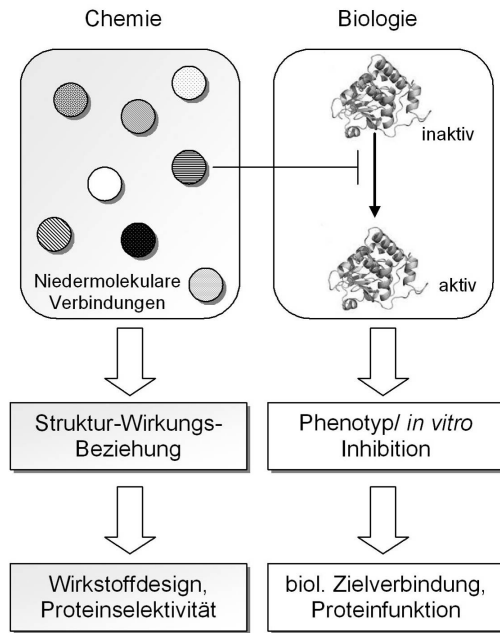 Chemie
Biologie
inaktiv
aktiv
Niedermolekulare
Verbindungen
Struktur-Wirkungs-
Beziehung
Phenotyp/ in vitro
Inhibition
Wirkstoffdesign,
Proteinselektivität
biol. Zielverbindung,
Proteinfunktion